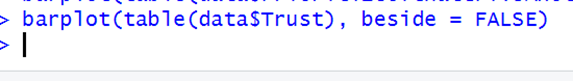 > barplot(table(data$Trust), beside = FALSE)
>